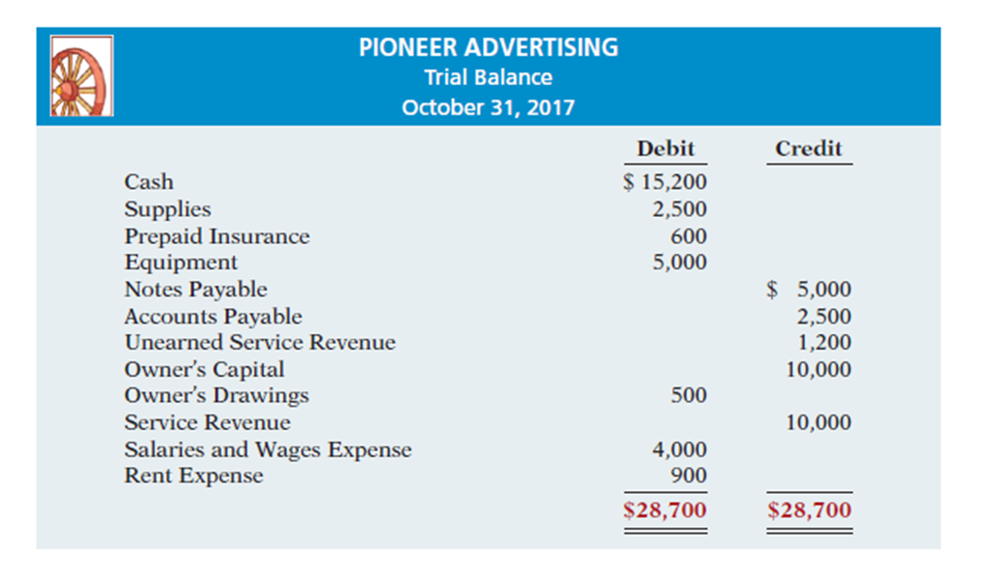 PIONEER ADVERTISING
Trial Balance
October 31, 2017
Debit Credit
Cash $ 15,200
Supplies 2,500
Prepaid Insurance 600
Equipment 5,000
Notes Payable $ 5,000
Accounts Payable 2,500
Unearned Service Revenue 1,200
Owner's Capital 10,000
Owner's Drawings 500
Service Revenue 10,000
Salaries and Wages Expense 4,000
Rent Expense 900
$28,700 $28,700